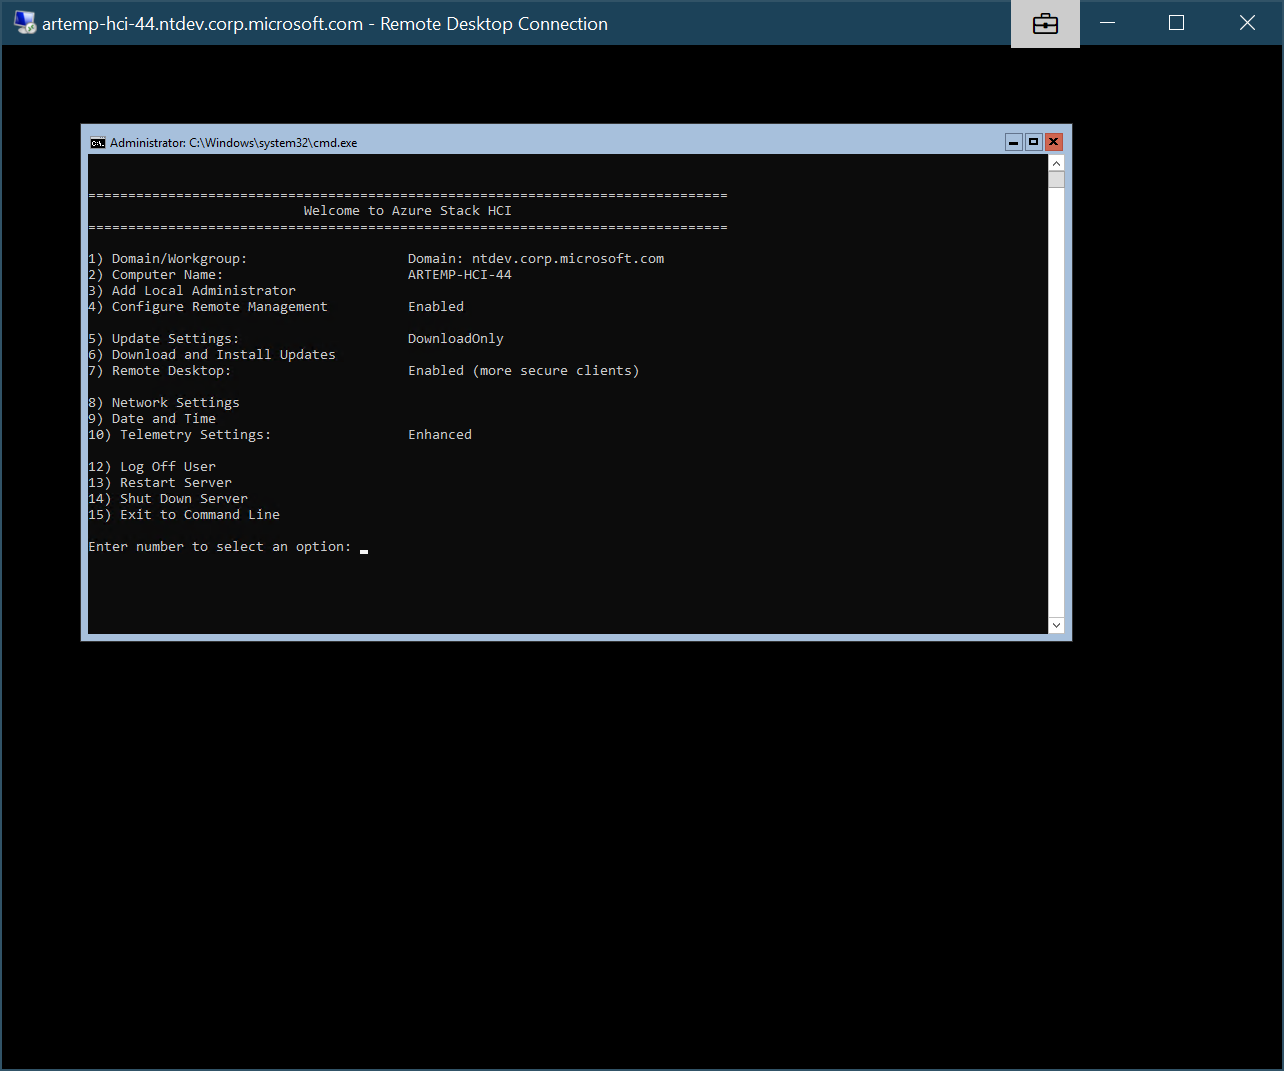 artemp-hci-44.ntdev.corp.microsoft.com - Remote Desktop Connection
Administrator: C:\Windows\system32\cmd.exe
================================================================================
Welcome to Azure Stack HCI
================================================================================
1) Domain/Workgroup: Domain: ntdev.corp.microsoft.com
2) Computer Name: ARTEMP-HCI-44
3) Add Local Administrator
4) Configure Remote Management Enabled
5) Update Settings: DownloadOnly
6) Download and Install Updates
7) Remote Desktop: Enabled (more secure clients)
8) Network Settings
9) Date and Time
10) Telemetry Settings: Enhanced
12) Log Off User
13) Restart Server
14) Shut Down Server
15) Exit to Command Line
Enter number to select an option: